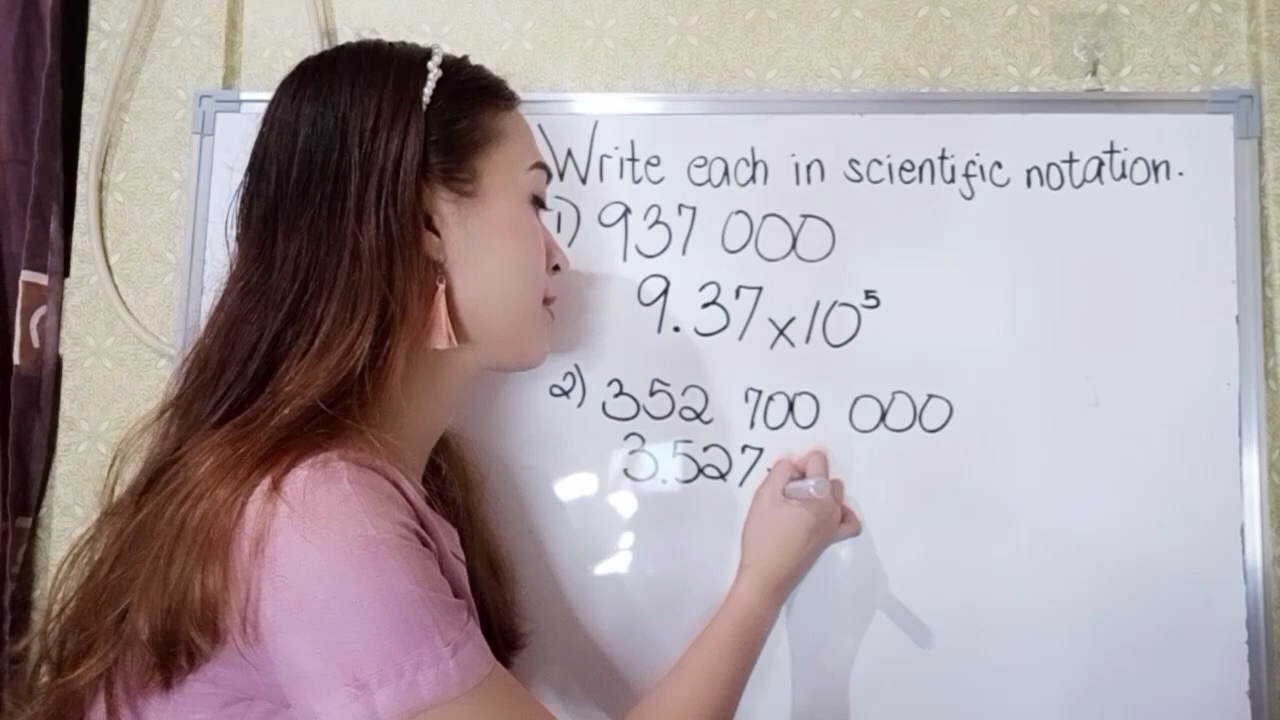 Write each in scientific notation.
1) 937 000
9.37x10⁵
2) 352 700 000
3.527